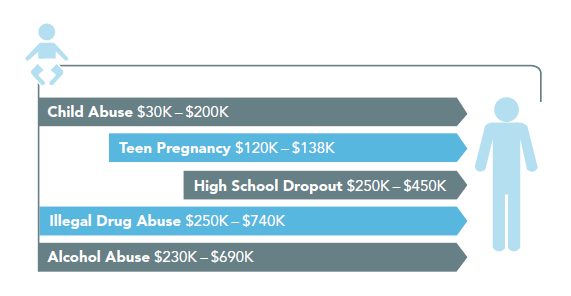 Child Abuse $30K – $200K
Teen Pregnancy $120K – $138K
High School Dropout $250K – $450K
Illegal Drug Abuse $250K – $740K
Alcohol Abuse $230K – $690K